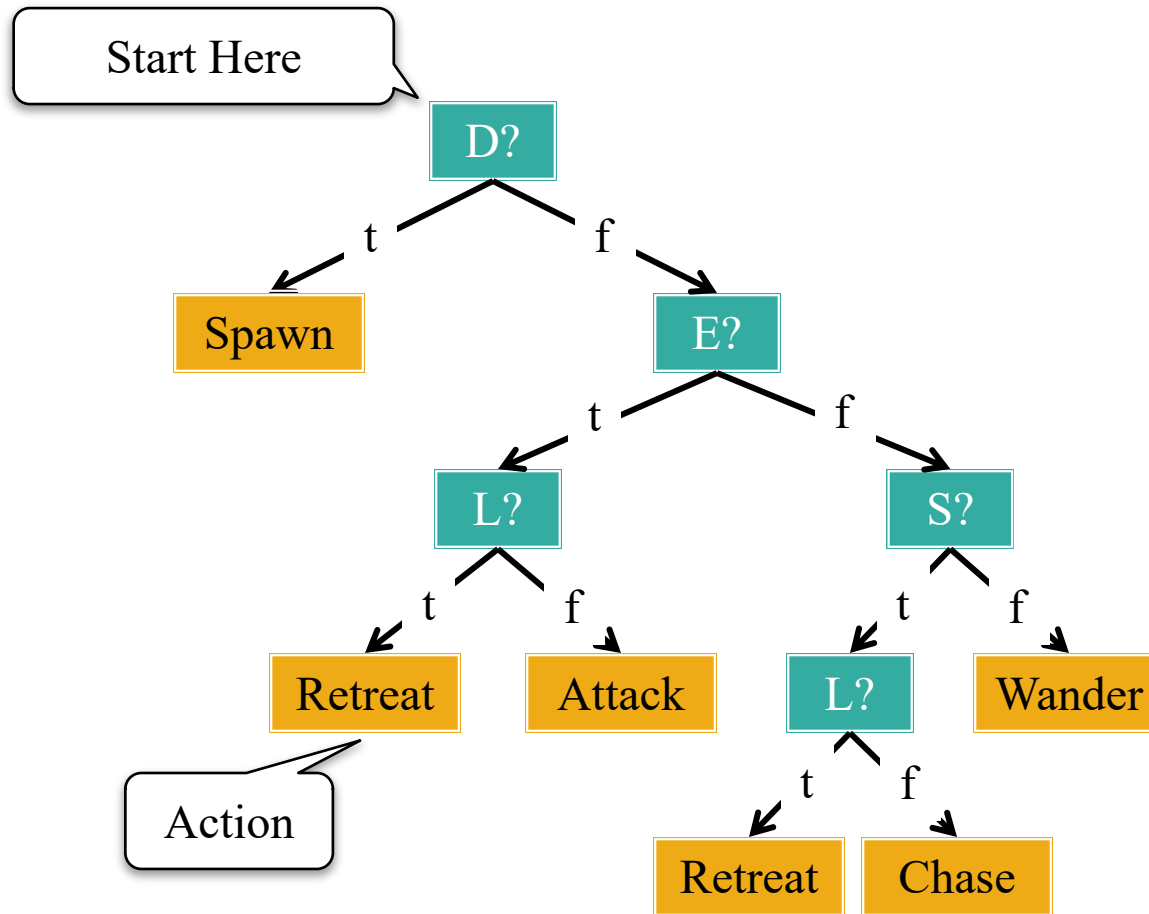 Start Here
D?
t
f
Spawn
E?
t
f
L?
S?
t
f
t
f
Retreat
Attack
L?
Wander
t
f
Action
Retreat
Chase